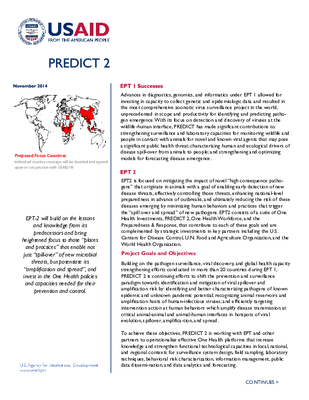 USAID
FROM THE AMERICAN PEOPLE
PREDICT 2
November 2014
Projected Focus Countries
Individual country coverage will be decided and agreed
upon in conjunction with USAID/W
EPT-2 will build on the lessons
and knowledge from its
predecessors and bring
heightened focus to those "places
and practices" that enable not
just "spillover" of new microbial
threats, but potentiate its
"amplification and spread", and
invest in the One Health policies
and capacities needed for their
prevention and control.
U.S. Agency for International Development
EPT 1 Successes
Advances in diagnostics, genomics, and informatics under EPT 1 allowed for
investing in capacity to collect genetic and epidemiologic data and resulted in
the most comprehensive zoonotic virus surveillance project in the world,
unprecedented in scope and productivity for identifying and predicting patho-
gen emergence. With its focus on detection and discovery of viruses at the
wildlife-human interface, PREDICT has made significant contributions to:
strengthening surveillance and laboratory capacities for monitoring wildlife and
people in contact with animals for novel and known viral agents that may pose
a significant public health threat; characterizing human and ecological drivers of
disease spillover from animals to people; and strengthening and optimizing
models for forecasting disease emergence.
EPT 2
EPT2 is focused on mitigating the impact of novel "high consequence patho-
gens" that originate in animals with a goal of enabling early detection of new
disease threats, effectively controlling those threats, enhancing national-level
preparedness in advance of outbreaks, and ultimately reducing the risk of these
diseases emerging by minimizing human behaviors and practices that trigger
the "spill over and spread" of new pathogens. EPT2 consists of a suite of One
Health Investments, PREDICT 2, One Health Workforce, and the
Preparedness & Response, that contribute to each of these goals and are
complemented by strategic investments in key partners including the U.S.
Centers for Disease Control, U.N. Food and Agriculture Organization, and the
World Health Organization.
Project Goals and Objectives
Building on the pathogen surveillance, viral discovery, and global health capacity
strengthening efforts conducted in more than 20 countries during EPT 1,
PREDICT 2 is continuing efforts to shift the prevention and surveillance
paradigm towards identification and mitigation of viral spillover and
amplification risk by identifying and better characterizing pathogens of known
epidemic and unknown pandemic potential; recognizing animal reservoirs and
amplification hosts of human-infectious viruses; and efficiently targeting
intervention action at human behaviors which amplify disease transmission at
critical animal-animal and animal-human interfaces in hotspots of viral
evolution, spillover, amplification, and spread.
To achieve these objectives, PREDICT 2 is working with EPT and other
partners to operationalize effective One Health platforms that increase
knowledge and strengthen functional technological capacities in local, national,
and regional contexts for surveillance system design, field sampling, laboratory
techniques, behavioral risk characterization, information management, public
data dissemination, and data analytics and forecasting.
CONTINUES >